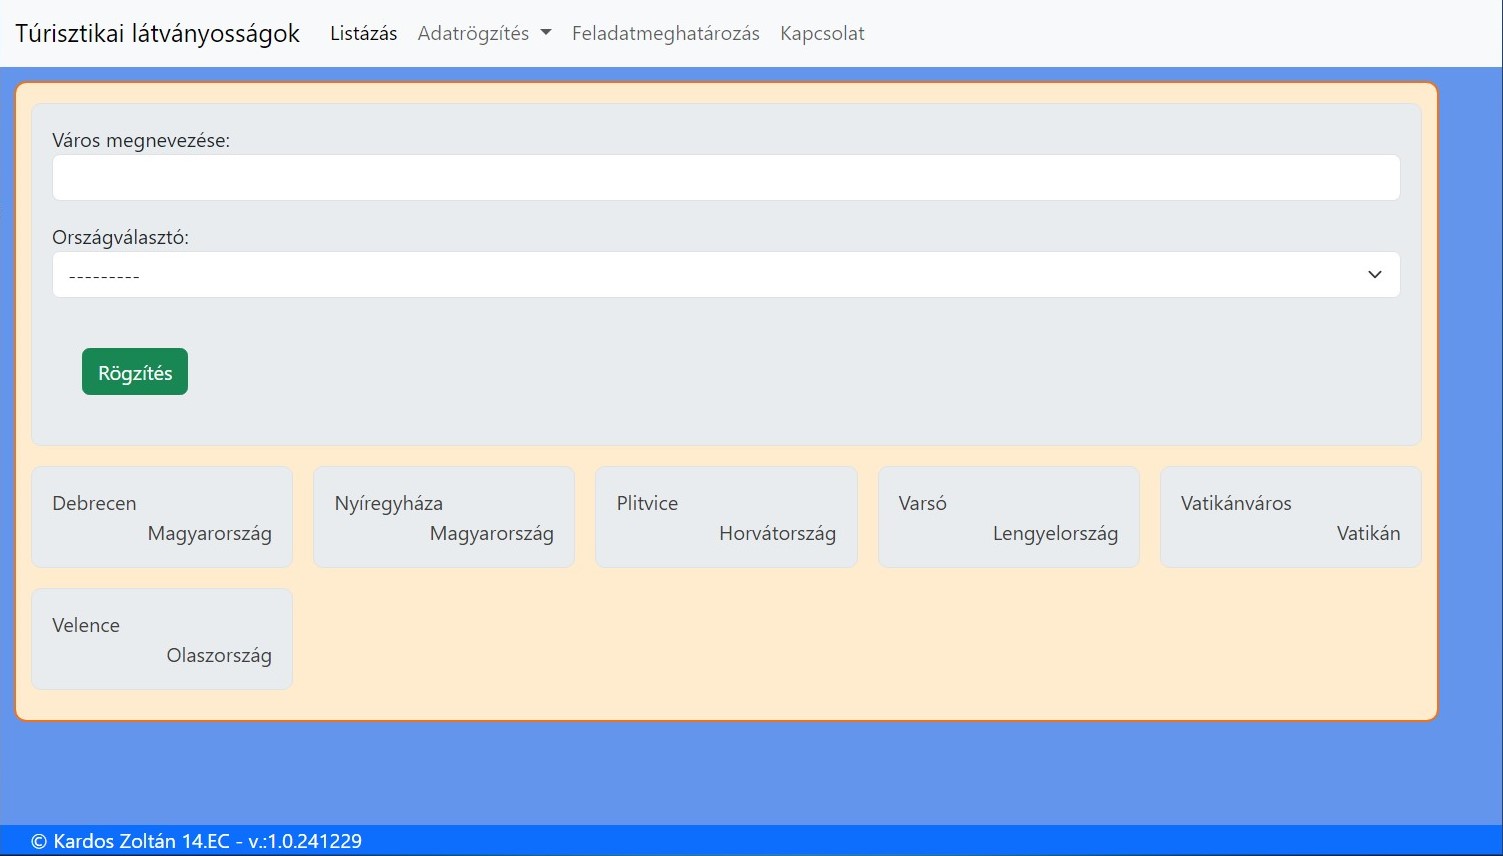 Túrisztikai látványosságok Listázás Adatrögzítés Feladatmeghatározás Kapcsolat
Város megnevezése:
Országválasztó:
---------
Rögzítés
Debrecen
Magyarország
Nyíregyháza
Magyarország
Plitvice
Horvátország
Varsó
Lengyelország
Vatikánváros
Vatikán
Velence
Olaszország
© Kardos Zoltán 14.EC - v.:1.0.241229